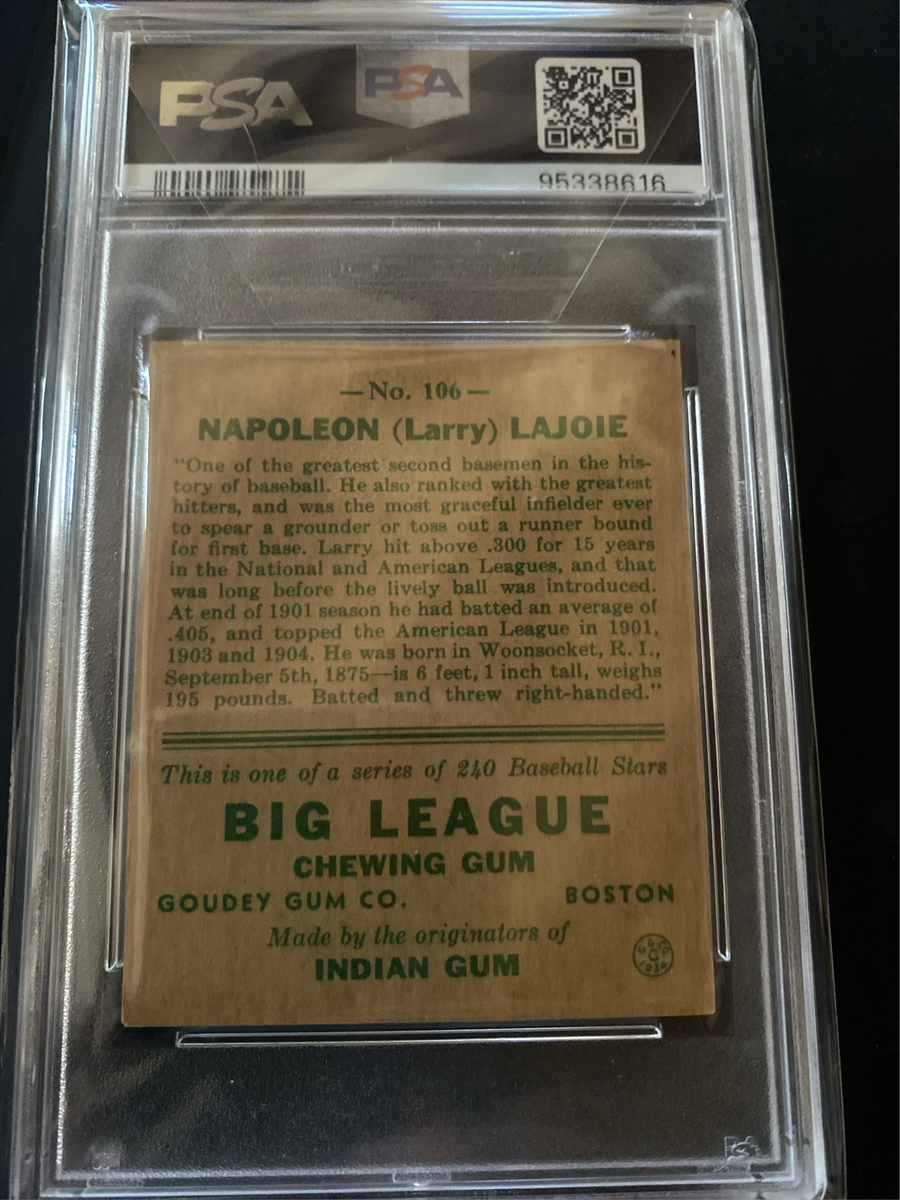 PSA PSA
95338616
—No. 106—
NAPOLEON (Larry) LAJOIE
"One of the greatest second basemen in the his-
tory of baseball. He also ranked with the greatest
hitters, and was the most graceful infielder ever
to spear a grounder or toss out a runner bound
for first base. Larry hit above .300 for 15 years
in the National and American Leagues, and that
was long before the lively ball was introduced.
At end of 1901 season he had batted an average of
.405, and topped the American League in 1901,
1903 and 1904. He was born in Woonsocket, R. I.,
September 5th, 1875—is 6 feet, 1 inch tall, weighs
195 pounds. Batted and threw right-handed."
This is one of a series of 240 Baseball Stars
BIG LEAGUE
CHEWING GUM
GOUDEY GUM CO. BOSTON
Made by the originators of
INDIAN GUM